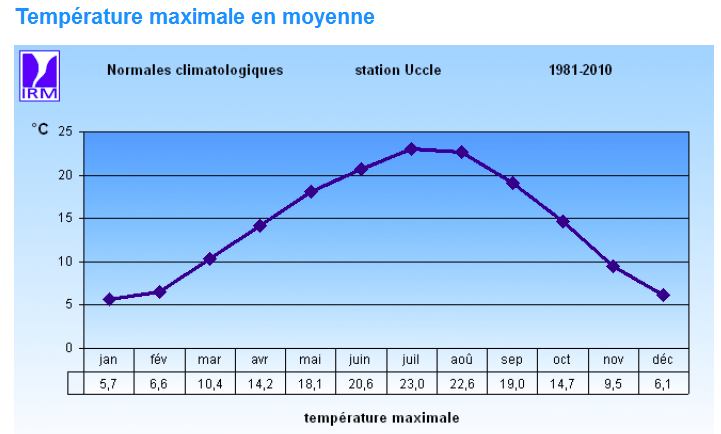 Température maximale en moyenne
Normales climatologiques station Uccle 1981-2010
IRM
°C
25
20
15
10
5
0
jan fév mar avr mai juin juil aoû sep oct nov déc
5,7 6,6 10,4 14,2 18,1 20,6 23,0 22,6 19,0 14,7 9,5 6,1
température maximale